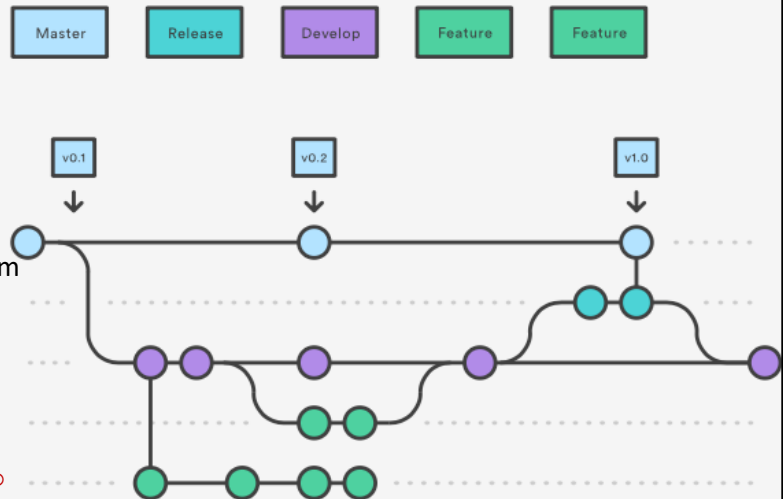 Master
Release
Develop
Feature
Feature
v0.1
v0.2
v1.0
m